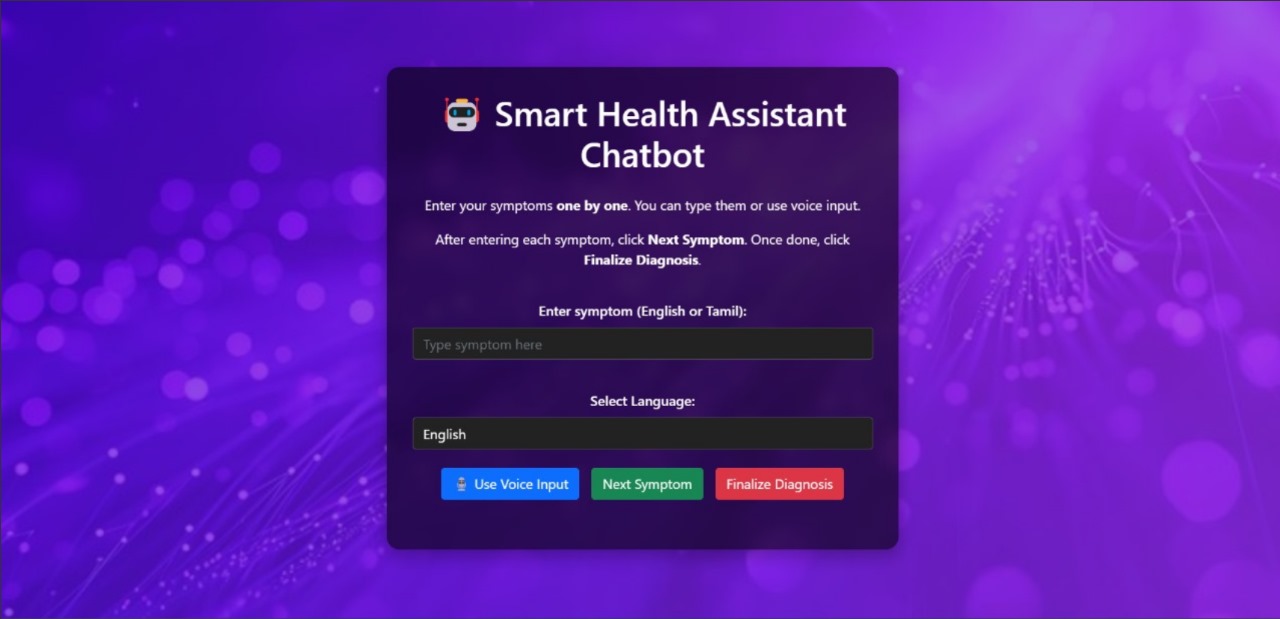 Smart Health Assistant
Chatbot
Enter your symptoms one by one. You can type them or use voice input.
After entering each symptom, click Next Symptom. Once done, click
Finalize Diagnosis.
Enter symptom (English or Tamil):
Type symptom here
Select Language:
English
Use Voice Input
Next Symptom
Finalize Diagnosis